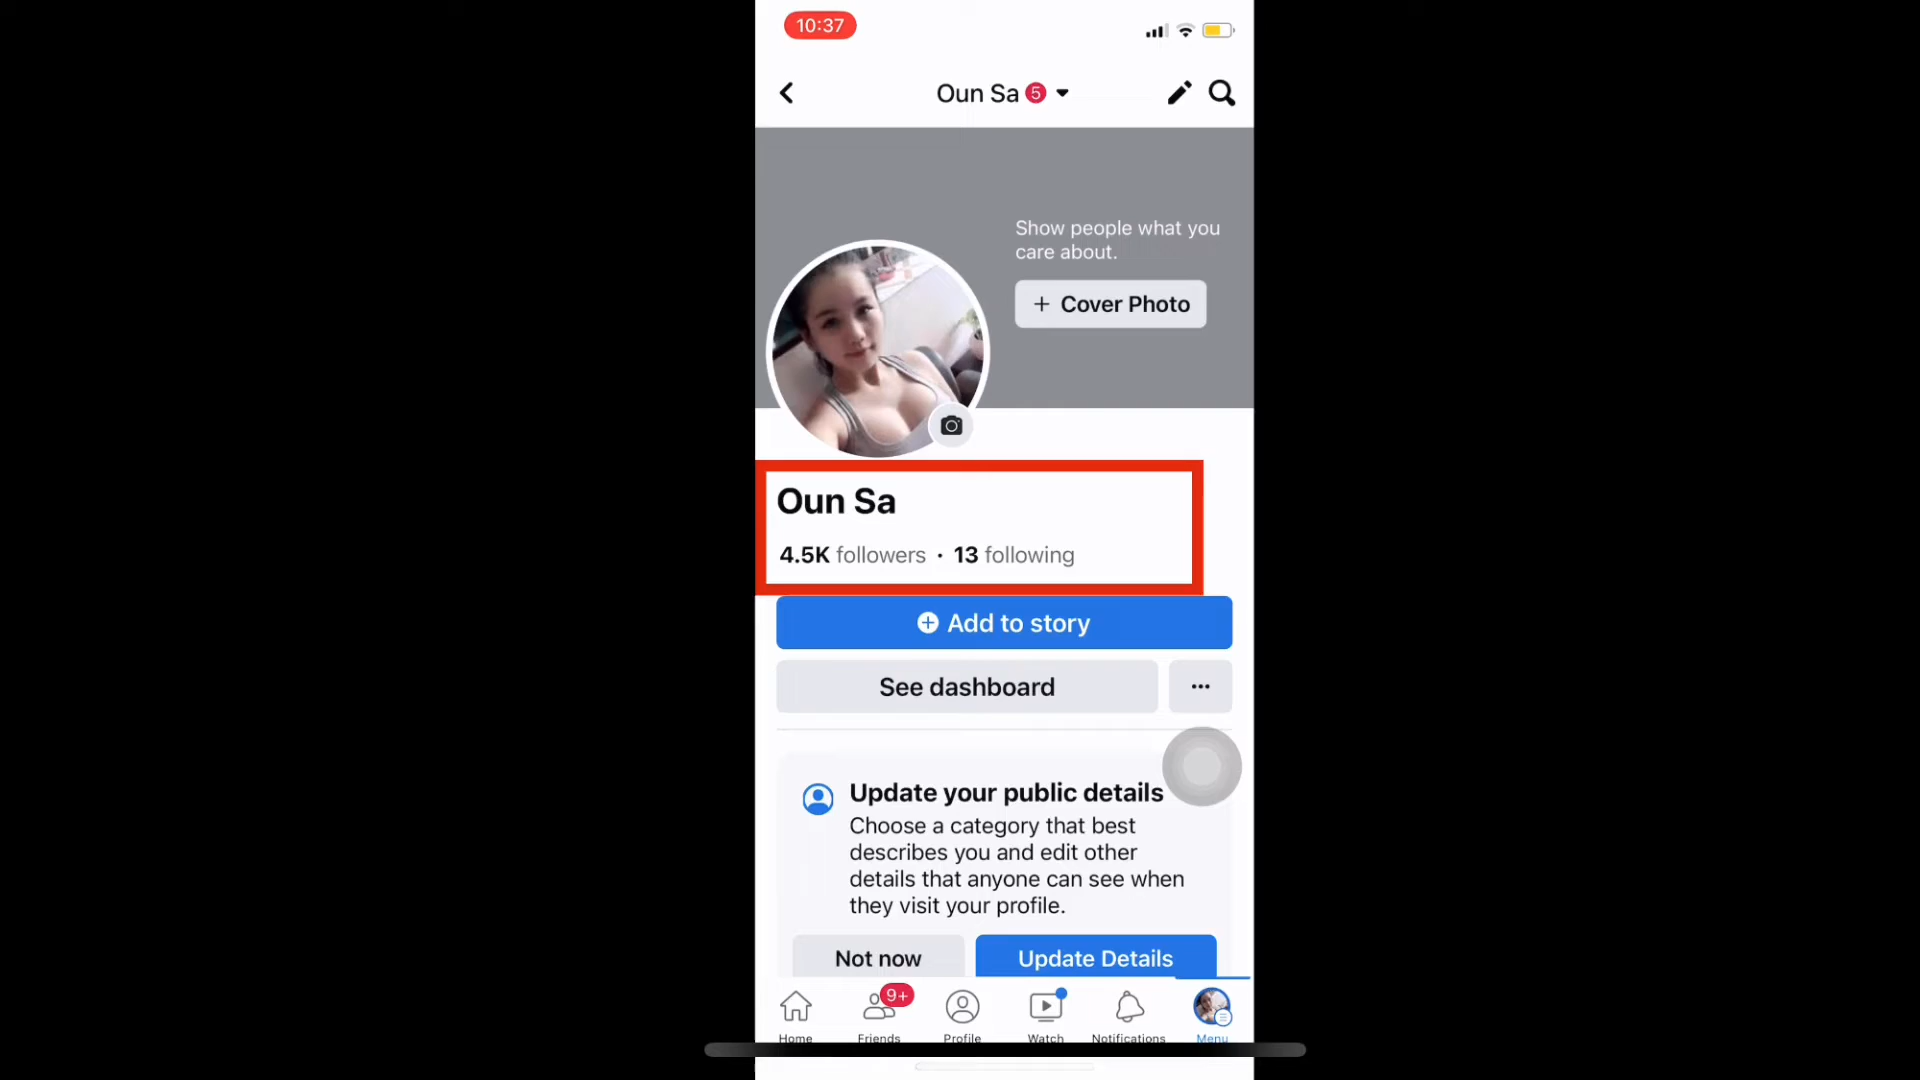 10:37
Oun Sa 5
Show people what you
care about.
+ Cover Photo
Oun Sa
4.5K followers · 13 following
Add to story
See dashboard
Update your public details
Choose a category that best
describes you and edit other
details that anyone can see when
they visit your profile.
Not now Update Details
9+
Home Friends Profile Watch Notifications Menu